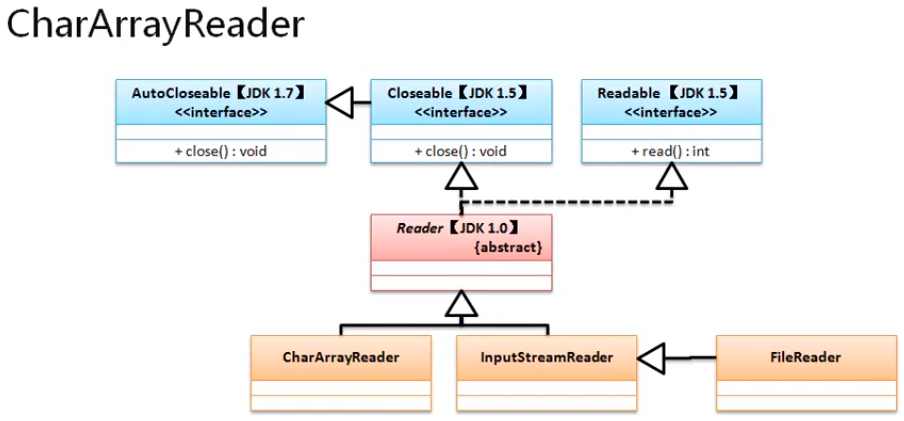 CharArrayReader
AutoCloseable【JDK 1.7】
<<interface>>
+ close() : void
Closeable【JDK 1.5】
<<interface>>
+ close() : void
Readable【JDK 1.5】
<<interface>>
+ read() : int
Reader【JDK 1.0】
{abstract}
CharArrayReader
InputStreamReader
FileReader